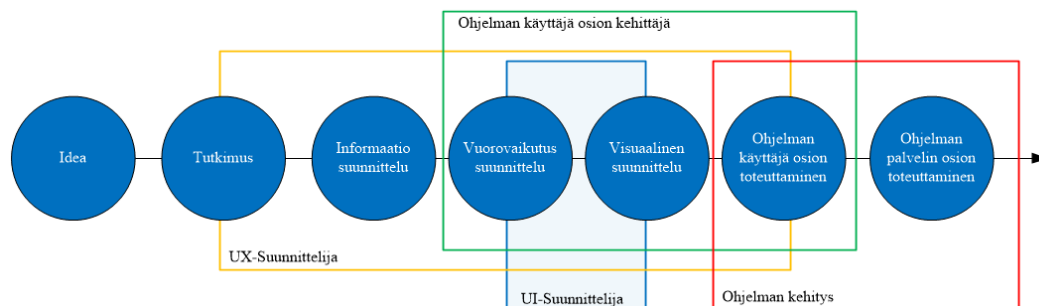 Ohjelman käyttäjä osion kehittäjä
Idea
Tutkimus
Informaatio
suunnittelu
Vuorovaikutus
suunnittelu
Visuaalinen
suunnittelu
Ohjelman
käyttäjä osion
toteuttaminen
Ohjelman
palvelin osion
toteuttaminen
UX-Suunnittelija
UI-Suunnittelija
Ohjelman kehitys